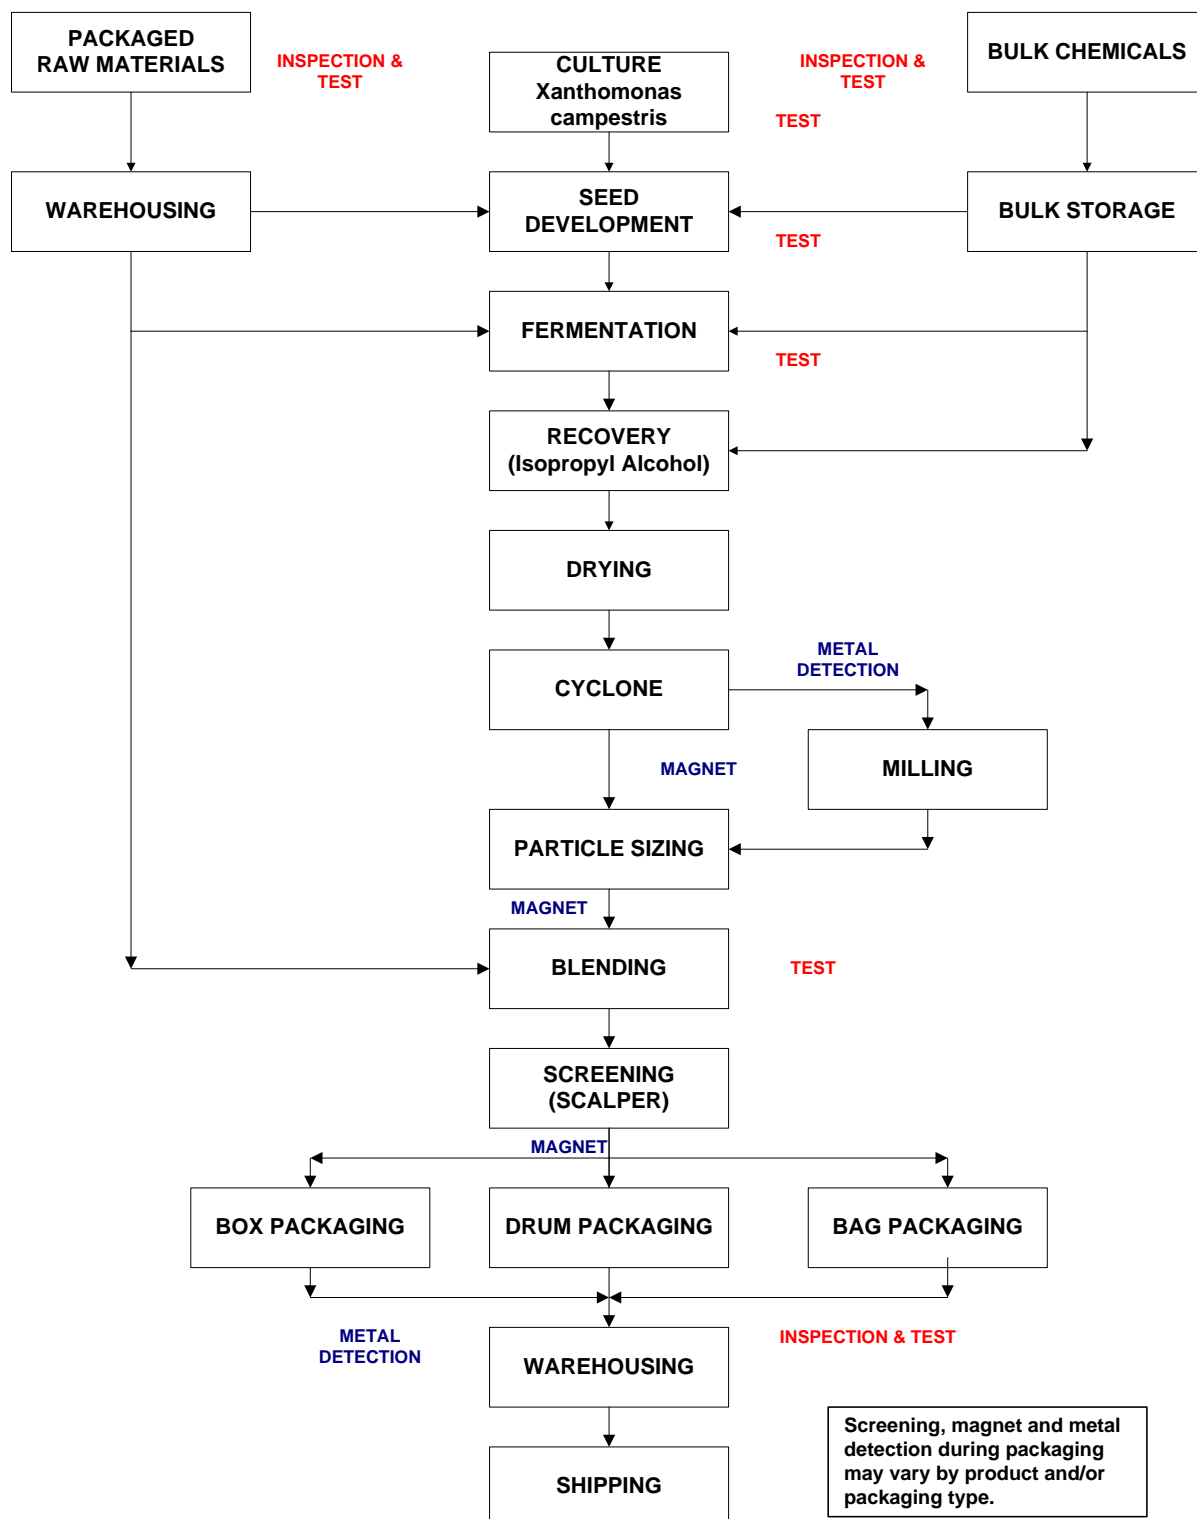 PACKAGED
RAW MATERIALS
INSPECTION &
TEST
CULTURE
Xanthomonas
campestris
INSPECTION &
TEST
BULK CHEMICALS
TEST
WAREHOUSING
SEED
DEVELOPMENT
BULK STORAGE
TEST
FERMENTATION
TEST
RECOVERY
(Isopropyl Alcohol)
DRYING
METAL
DETECTION
CYCLONE
MAGNET
MILLING
PARTICLE SIZING
MAGNET
BLENDING
TEST
SCREENING
(SCALPER)
MAGNET
BOX PACKAGING
DRUM PACKAGING
BAG PACKAGING
METAL
DETECTION
INSPECTION & TEST
WAREHOUSING
Screening, magnet and metal
detection during packaging
may vary by product and/or
packaging type.
SHIPPING